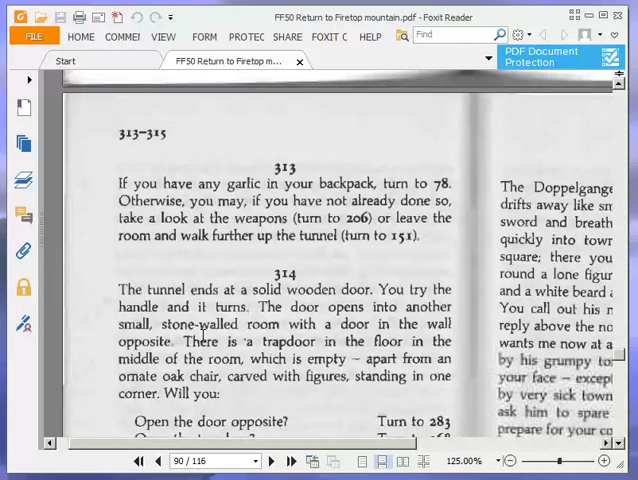 FF50 Return to Firetop mountain.pdf - Foxit Reader
FILE HOME COMMEI VIEW FORM PROTEC SHARE FOXIT C HELP Find
Start FF50 Return to Firetop m... PDF Document
Protection
313–315
313
If you have any garlic in your backpack, turn to 78.
Otherwise, you may, if you have not already done so,
take a look at the weapons (turn to 206) or leave the
room and walk further up the tunnel (turn to 151).
314
The tunnel ends at a solid wooden door. You try the
handle and it turns. The door opens into another
small, stone-walled room with a door in the wall
opposite. There is a trapdoor in the floor in the
middle of the room, which is empty – apart from an
ornate oak chair, carved with figures, standing in one
corner. Will you:
Open the door opposite? Turn to 283
The Doppelgange
drifts away like sm
sword and breath
quickly into town
square; there you
round a lone figur
and a white beard
You call out his n
reply above the no
wants me now at a
by his grumpy to
your face – except
by very sick town
ask him to spare
prepare for your co
90 / 116 125.00%